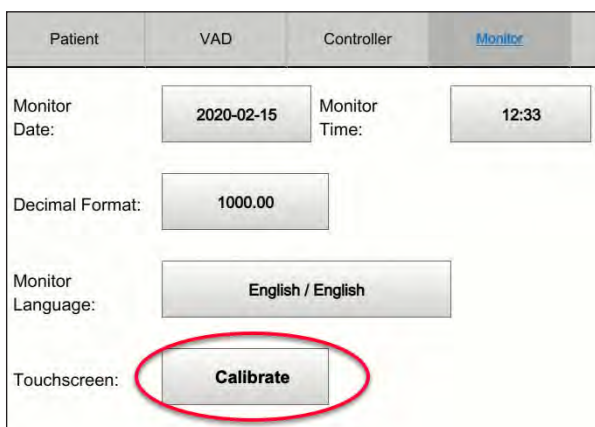 Patient VAD Controller Monitor
Monitor Date: 2020-02-15 Monitor Time: 12:33
Decimal Format: 1000.00
Monitor Language: English / English
Touchscreen: Calibrate